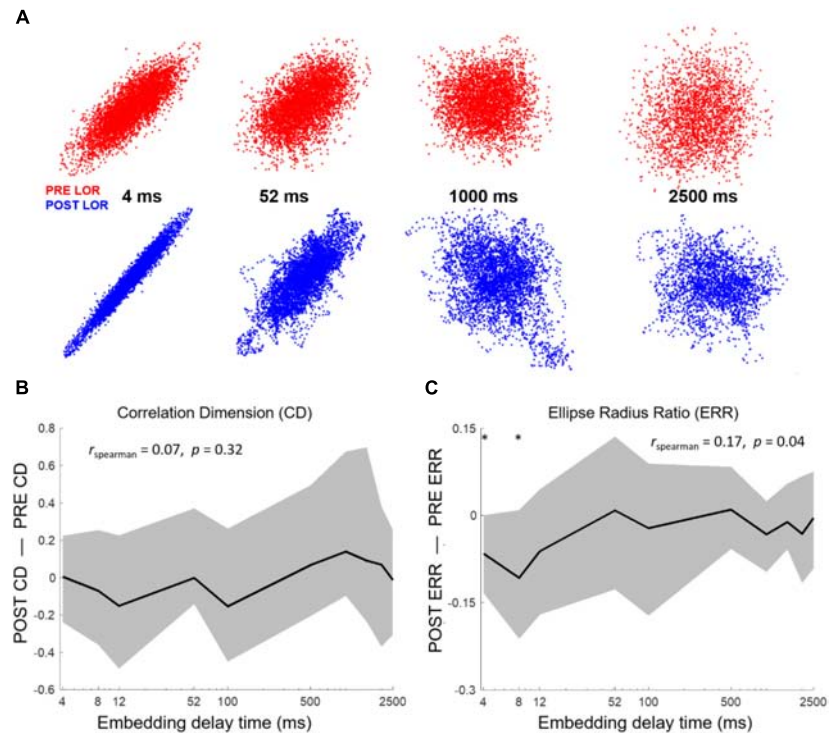 A
PRE LOR
POST LOR
4 ms
52 ms
1000 ms
2500 ms
B
Correlation Dimension (CD)
r spearman = 0.07, p = 0.32
POST CD — PRE CD
0.8
0.6
0.4
0.2
0
-0.2
-0.4
-0.6
4
8
12
52
100
500
2500
Embedding delay time (ms)
C
Ellipse Radius Ratio (ERR)
* *
r spearman = 0.17, p = 0.04
POST ERR — PRE ERR
0.15
0
-0.15
-0.3
4
8
12
52
100
500
2500
Embedding delay time (ms)